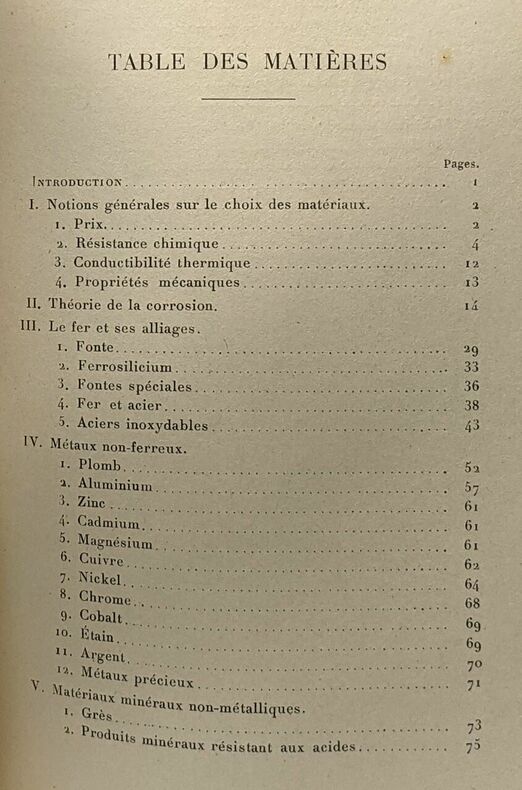 TABLE DES MATIÈRES
Pages.
INTRODUCTION 1
I. Notions générales sur le choix des matériaux. 2
1. Prix. 2
2. Résistance chimique 4
3. Conductibilité thermique 12
4. Propriétés mécaniques 13
II. Théorie de la corrosion. 14
III. Le fer et ses alliages.
1. Fonte 29
2. Ferrosilicium 33
3. Fontes spéciales 36
4. Fer et acier 38
5. Aciers inoxydables 43
IV. Métaux non-ferreux.
1. Plomb 52
2. Aluminium 57
3. Zinc 61
4. Cadmium 61
5. Magnésium 61
6. Cuivre 62
7. Nickel 64
8. Chrome 68
9. Cobalt 69
10. Étain 69
11. Argent 70
12. Métaux précieux 71
V. Matériaux minéraux non-métalliques.
1. Grès 73
2. Produits minéraux résistant aux acides 75